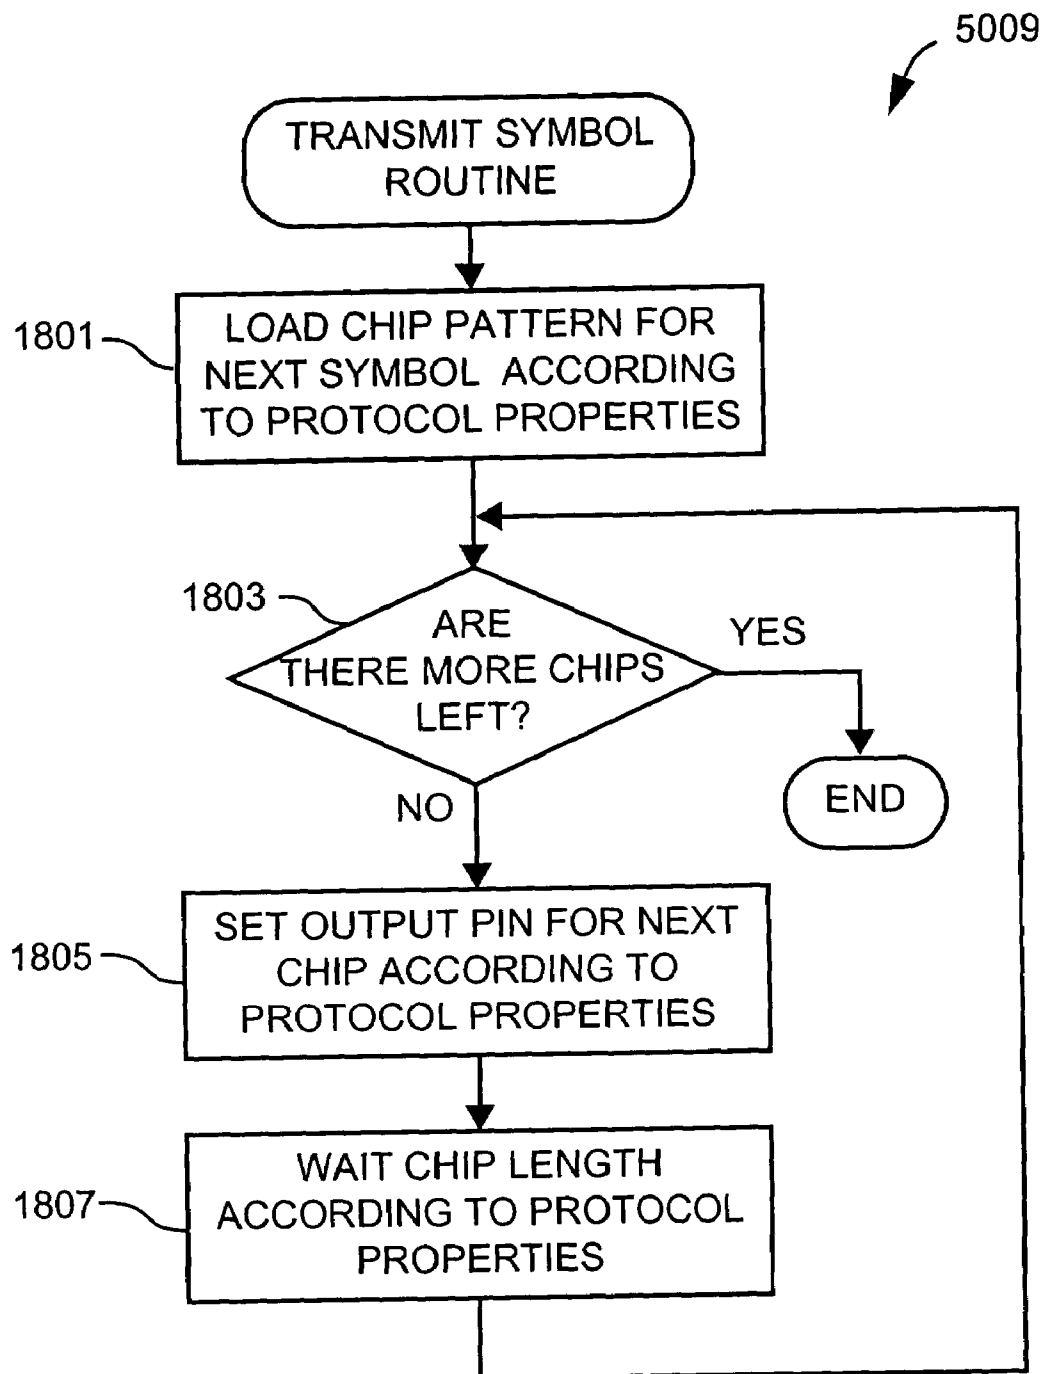 5009
TRANSMIT SYMBOL
ROUTINE
1801
LOAD CHIP PATTERN FOR
NEXT SYMBOL ACCORDING
TO PROTOCOL PROPERTIES
1803
ARE
THERE MORE CHIPS
LEFT?
YES
END
NO
1805
SET OUTPUT PIN FOR NEXT
CHIP ACCORDING TO
PROTOCOL PROPERTIES
1807
WAIT CHIP LENGTH
ACCORDING TO PROTOCOL
PROPERTIES